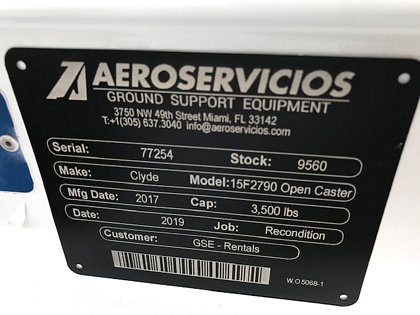 AEROSERVICIOS
GROUND SUPPORT EQUIPMENT
3750 NW 49th Street Miami, FL 33142
T:+1(305) 637.3040 info@aeroservicios.com
Serial: 77254 Stock: 9560
Make: Clyde Model: 15F2790 Open Caster
Mfg Date: 2017 Cap: 3,500 lbs
Date: 2019 Job: Recondition
Customer: GSE - Rentals
W.O 5068-1